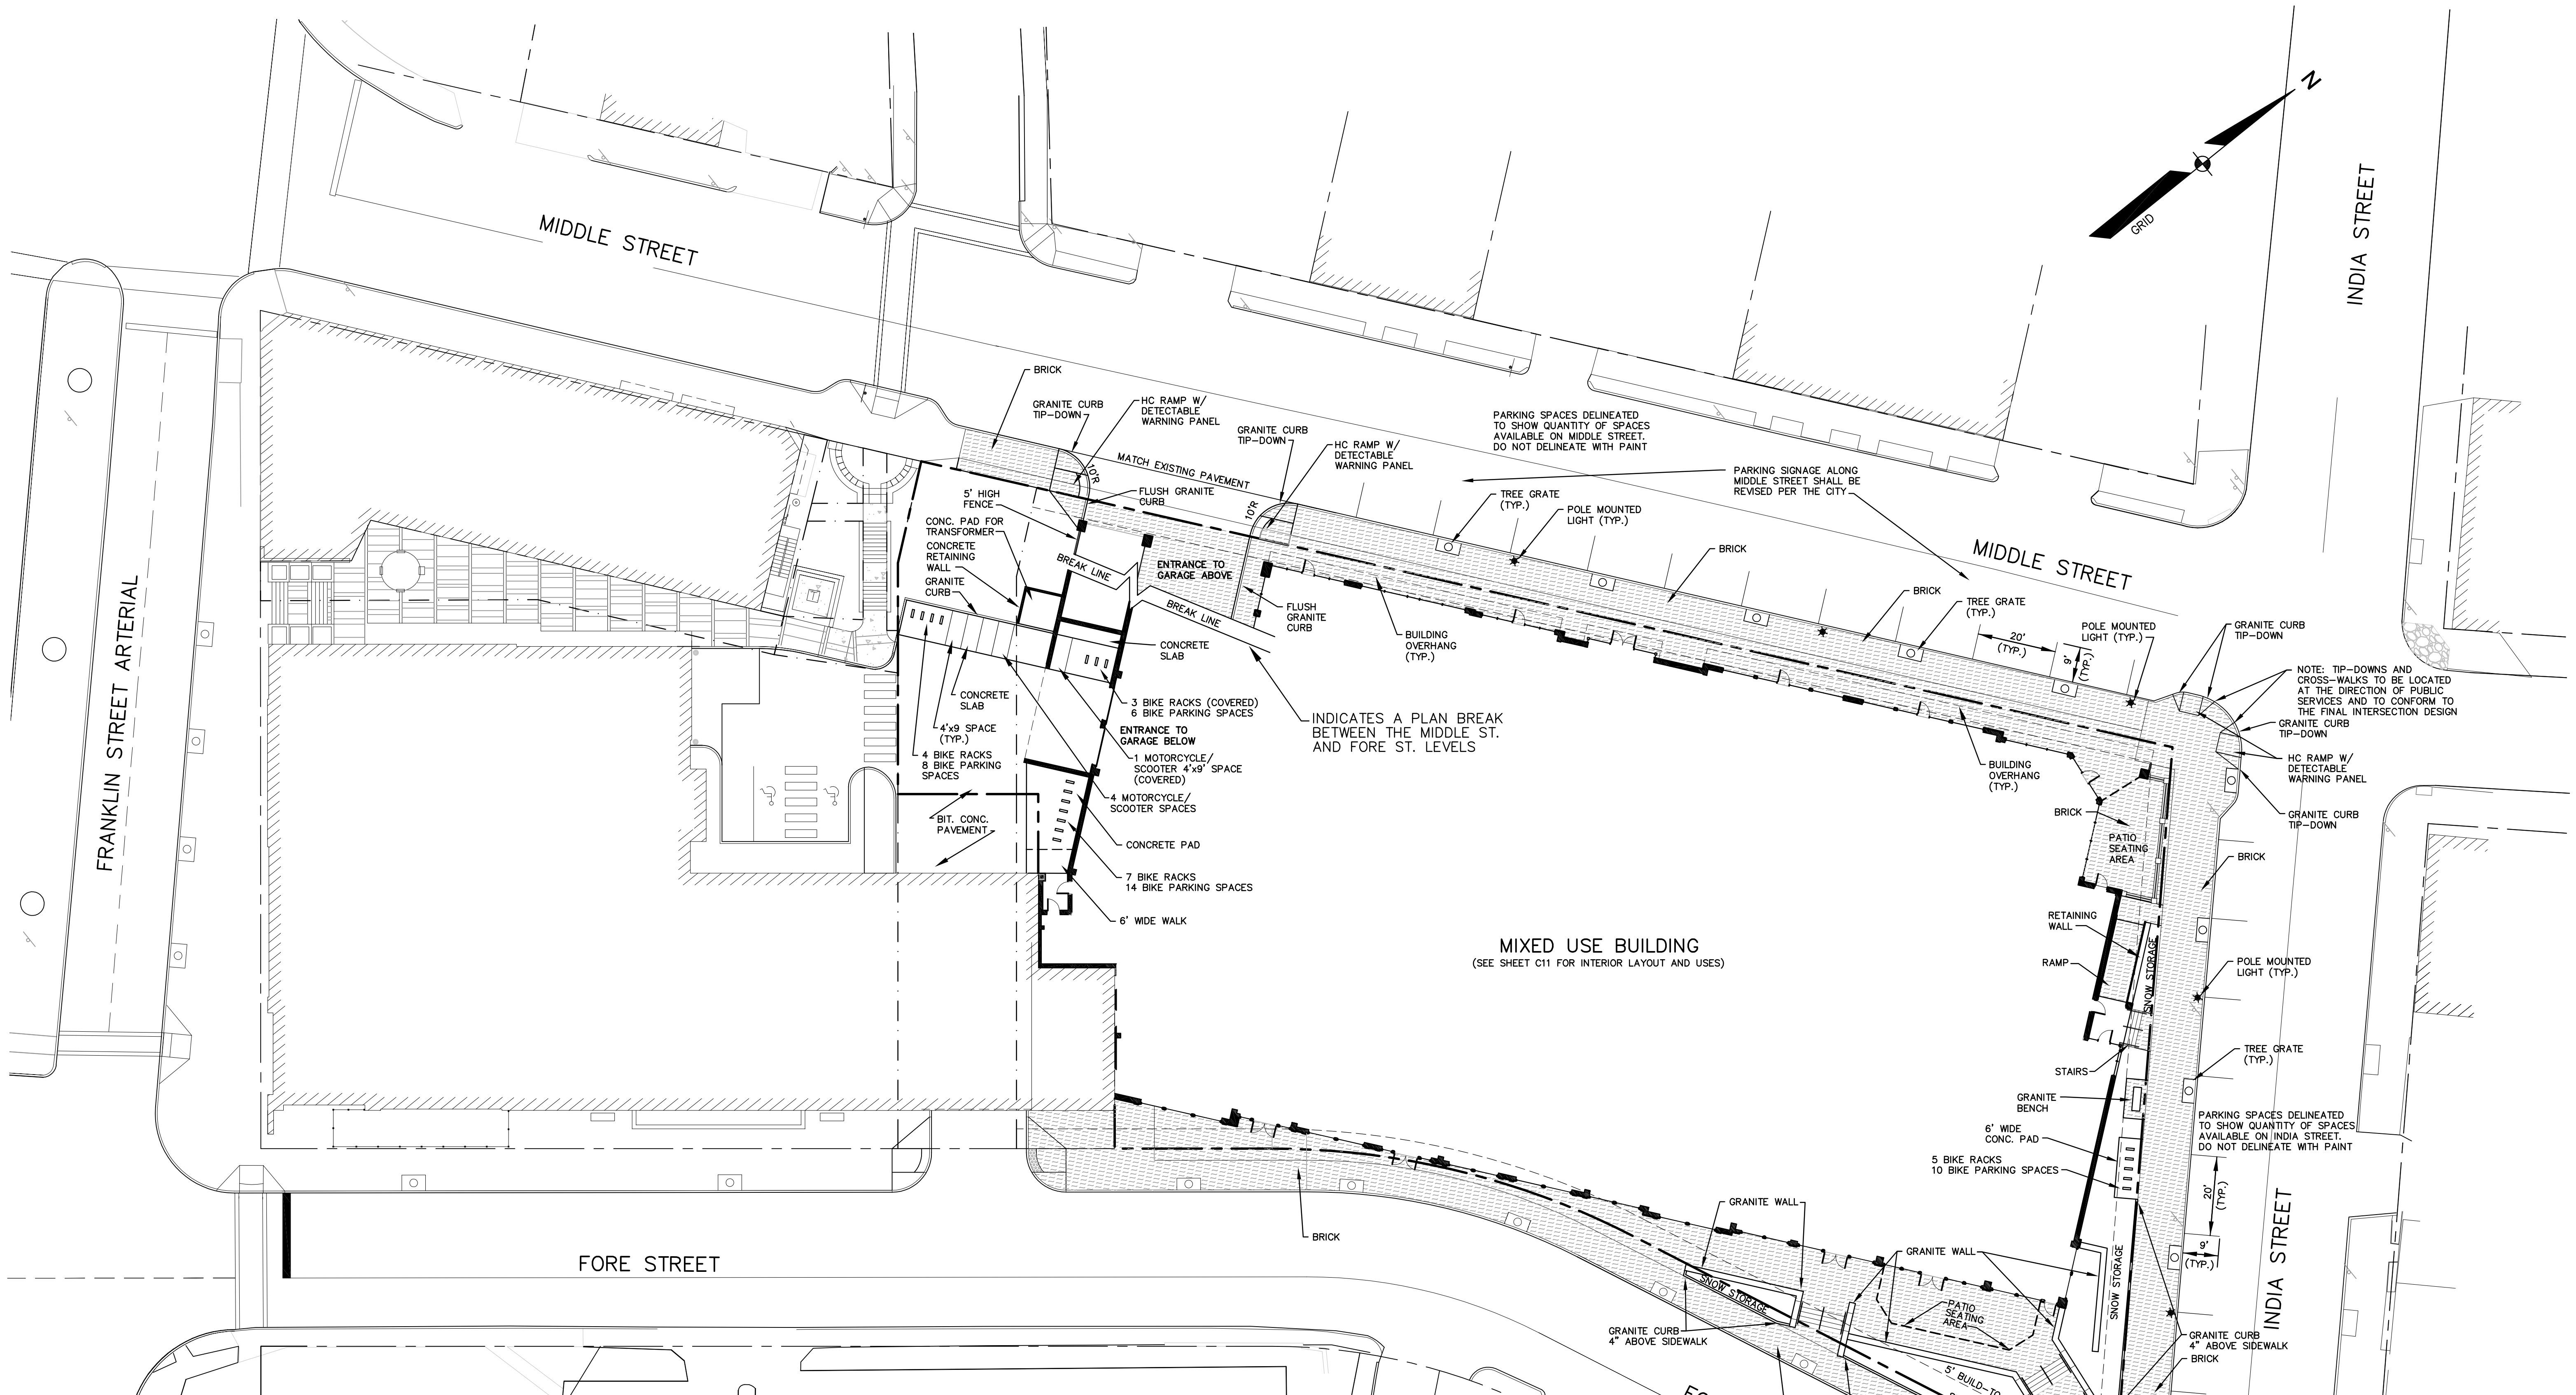 N
GRID
INDIA STREET
MIDDLE STREET
BRICK
GRANITE CURB
TIP-DOWN
HC RAMP W/
DETECTABLE
WARNING PANEL
10'R
MATCH EXISTING PAVEMENT
GRANITE CURB
TIP-DOWN
HC RAMP W/
DETECTABLE
WARNING PANEL
10'R
PARKING SPACES DELINEATED
TO SHOW QUANTITY OF SPACES
AVAILABLE ON MIDDLE STREET.
DO NOT DELINEATE WITH PAINT
PARKING SIGNAGE ALONG
MIDDLE STREET SHALL BE
REVISED PER THE CITY
5' HIGH
FENCE
FLUSH GRANITE
CURB
TREE GRATE
(TYP.)
POLE MOUNTED
LIGHT (TYP.)
CONC. PAD FOR
TRANSFORMER
CONCRETE
RETAINING
WALL
GRANITE
CURB
BREAK LINE
ENTRANCE TO
GARAGE ABOVE
BREAK LINE
FLUSH
GRANITE
CURB
BRICK
MIDDLE STREET
BRICK
TREE GRATE
(TYP.)
BUILDING
OVERHANG
(TYP.)
20'
(TYP.)
9'
(TYP.)
POLE MOUNTED
LIGHT (TYP.)
GRANITE CURB
TIP-DOWN
NOTE: TIP-DOWNS AND
CROSS-WALKS TO BE LOCATED
AT THE DIRECTION OF PUBLIC
SERVICES AND TO CONFORM TO
THE FINAL INTERSECTION DESIGN
GRANITE CURB
TIP-DOWN
HC RAMP W/
DETECTABLE
WARNING PANEL
GRANITE CURB
TIP-DOWN
FRANKLIN STREET ARTERIAL
CONCRETE
SLAB
CONCRETE
SLAB
3 BIKE RACKS (COVERED)
6 BIKE PARKING SPACES
4'x9 SPACE
(TYP.)
ENTRANCE TO
GARAGE BELOW
4 BIKE RACKS
8 BIKE PARKING
SPACES
1 MOTORCYCLE/
SCOOTER 4'x9' SPACE
(COVERED)
4 MOTORCYCLE/
SCOOTER SPACES
INDICATES A PLAN BREAK
BETWEEN THE MIDDLE ST.
AND FORE ST. LEVELS
BUILDING
OVERHANG
(TYP.)
BIT. CONC.
PAVEMENT
CONCRETE PAD
7 BIKE RACKS
14 BIKE PARKING SPACES
6' WIDE WALK
BRICK
PATIO
SEATING
AREA
BRICK
MIXED USE BUILDING
(SEE SHEET C11 FOR INTERIOR LAYOUT AND USES)
RETAINING
WALL
RAMP
SNOW STORAGE
POLE MOUNTED
LIGHT (TYP.)
STAIRS
TREE GRATE
(TYP.)
GRANITE
BENCH
PARKING SPACES DELINEATED
TO SHOW QUANTITY OF SPACES
AVAILABLE ON INDIA STREET.
DO NOT DELINEATE WITH PAINT
6' WIDE
CONC. PAD
5 BIKE RACKS
10 BIKE PARKING SPACES
20'
(TYP.)
9'
(TYP.)
INDIA STREET
FORE STREET
BRICK
GRANITE WALL
GRANITE WALL
SNOW STORAGE
SNOW STORAGE
PATIO
SEATING
AREA
GRANITE CURB
4" ABOVE SIDEWALK
GRANITE CURB
4" ABOVE SIDEWALK
BRICK
5' BUILD-TO